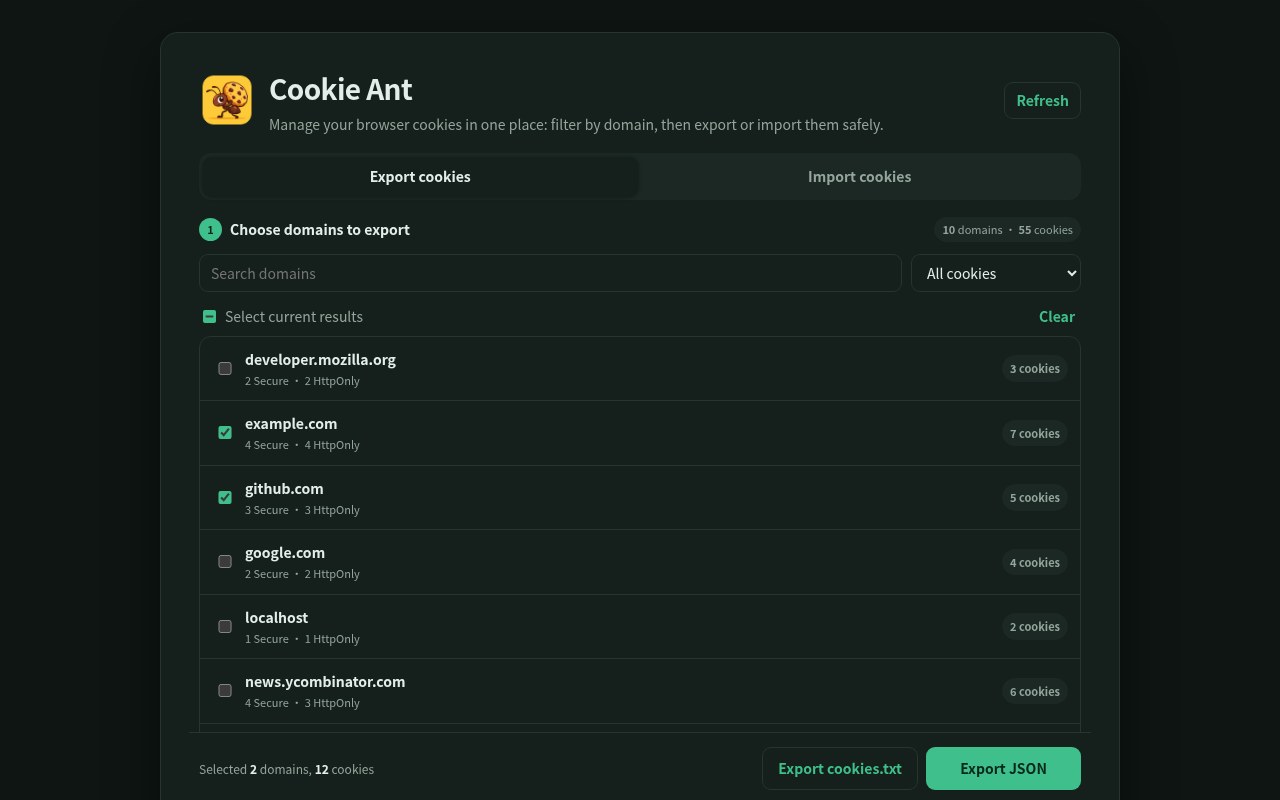 Cookie Ant
Manage your browser cookies in one place: filter by domain, then export or import them safely.
Refresh
Export cookies
Import cookies
1 Choose domains to export
10 domains • 55 cookies
Search domains
All cookies
Select current results
Clear
developer.mozilla.org
2 Secure • 2 HttpOnly
3 cookies
example.com
4 Secure • 4 HttpOnly
7 cookies
github.com
3 Secure • 3 HttpOnly
5 cookies
google.com
2 Secure • 2 HttpOnly
4 cookies
localhost
1 Secure • 1 HttpOnly
2 cookies
news.ycombinator.com
4 Secure • 3 HttpOnly
6 cookies
Selected 2 domains, 12 cookies
Export cookies.txt
Export JSON